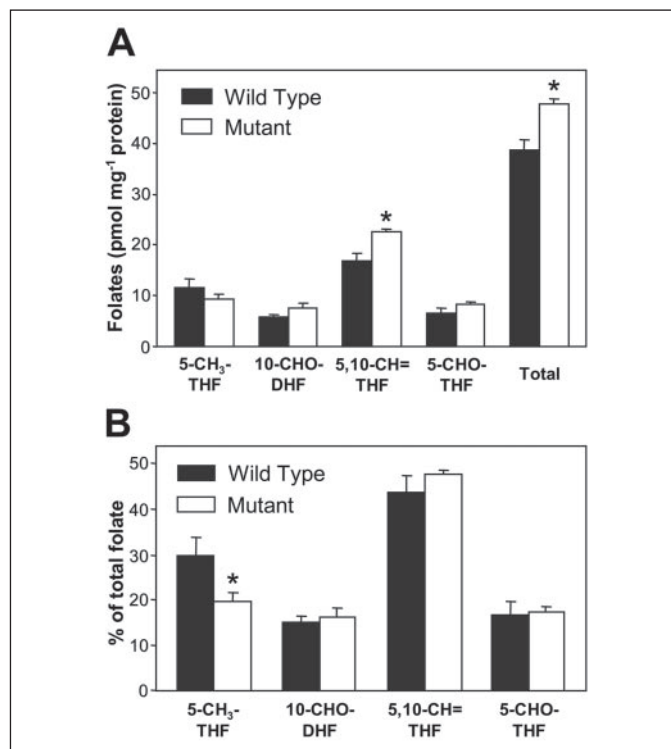 A
Folates (pmol mg⁻¹ protein)
50
40
30
20
10
0
Wild Type
Mutant
*
*
5-CH₃- 10-CHO- 5,10-CH= 5-CHO- Total
THF DHF THF THF
B
% of total folate
50
40
30
20
10
0
Wild Type
Mutant
*
5-CH₃- 10-CHO- 5,10-CH= 5-CHO-
THF DHF THF THF